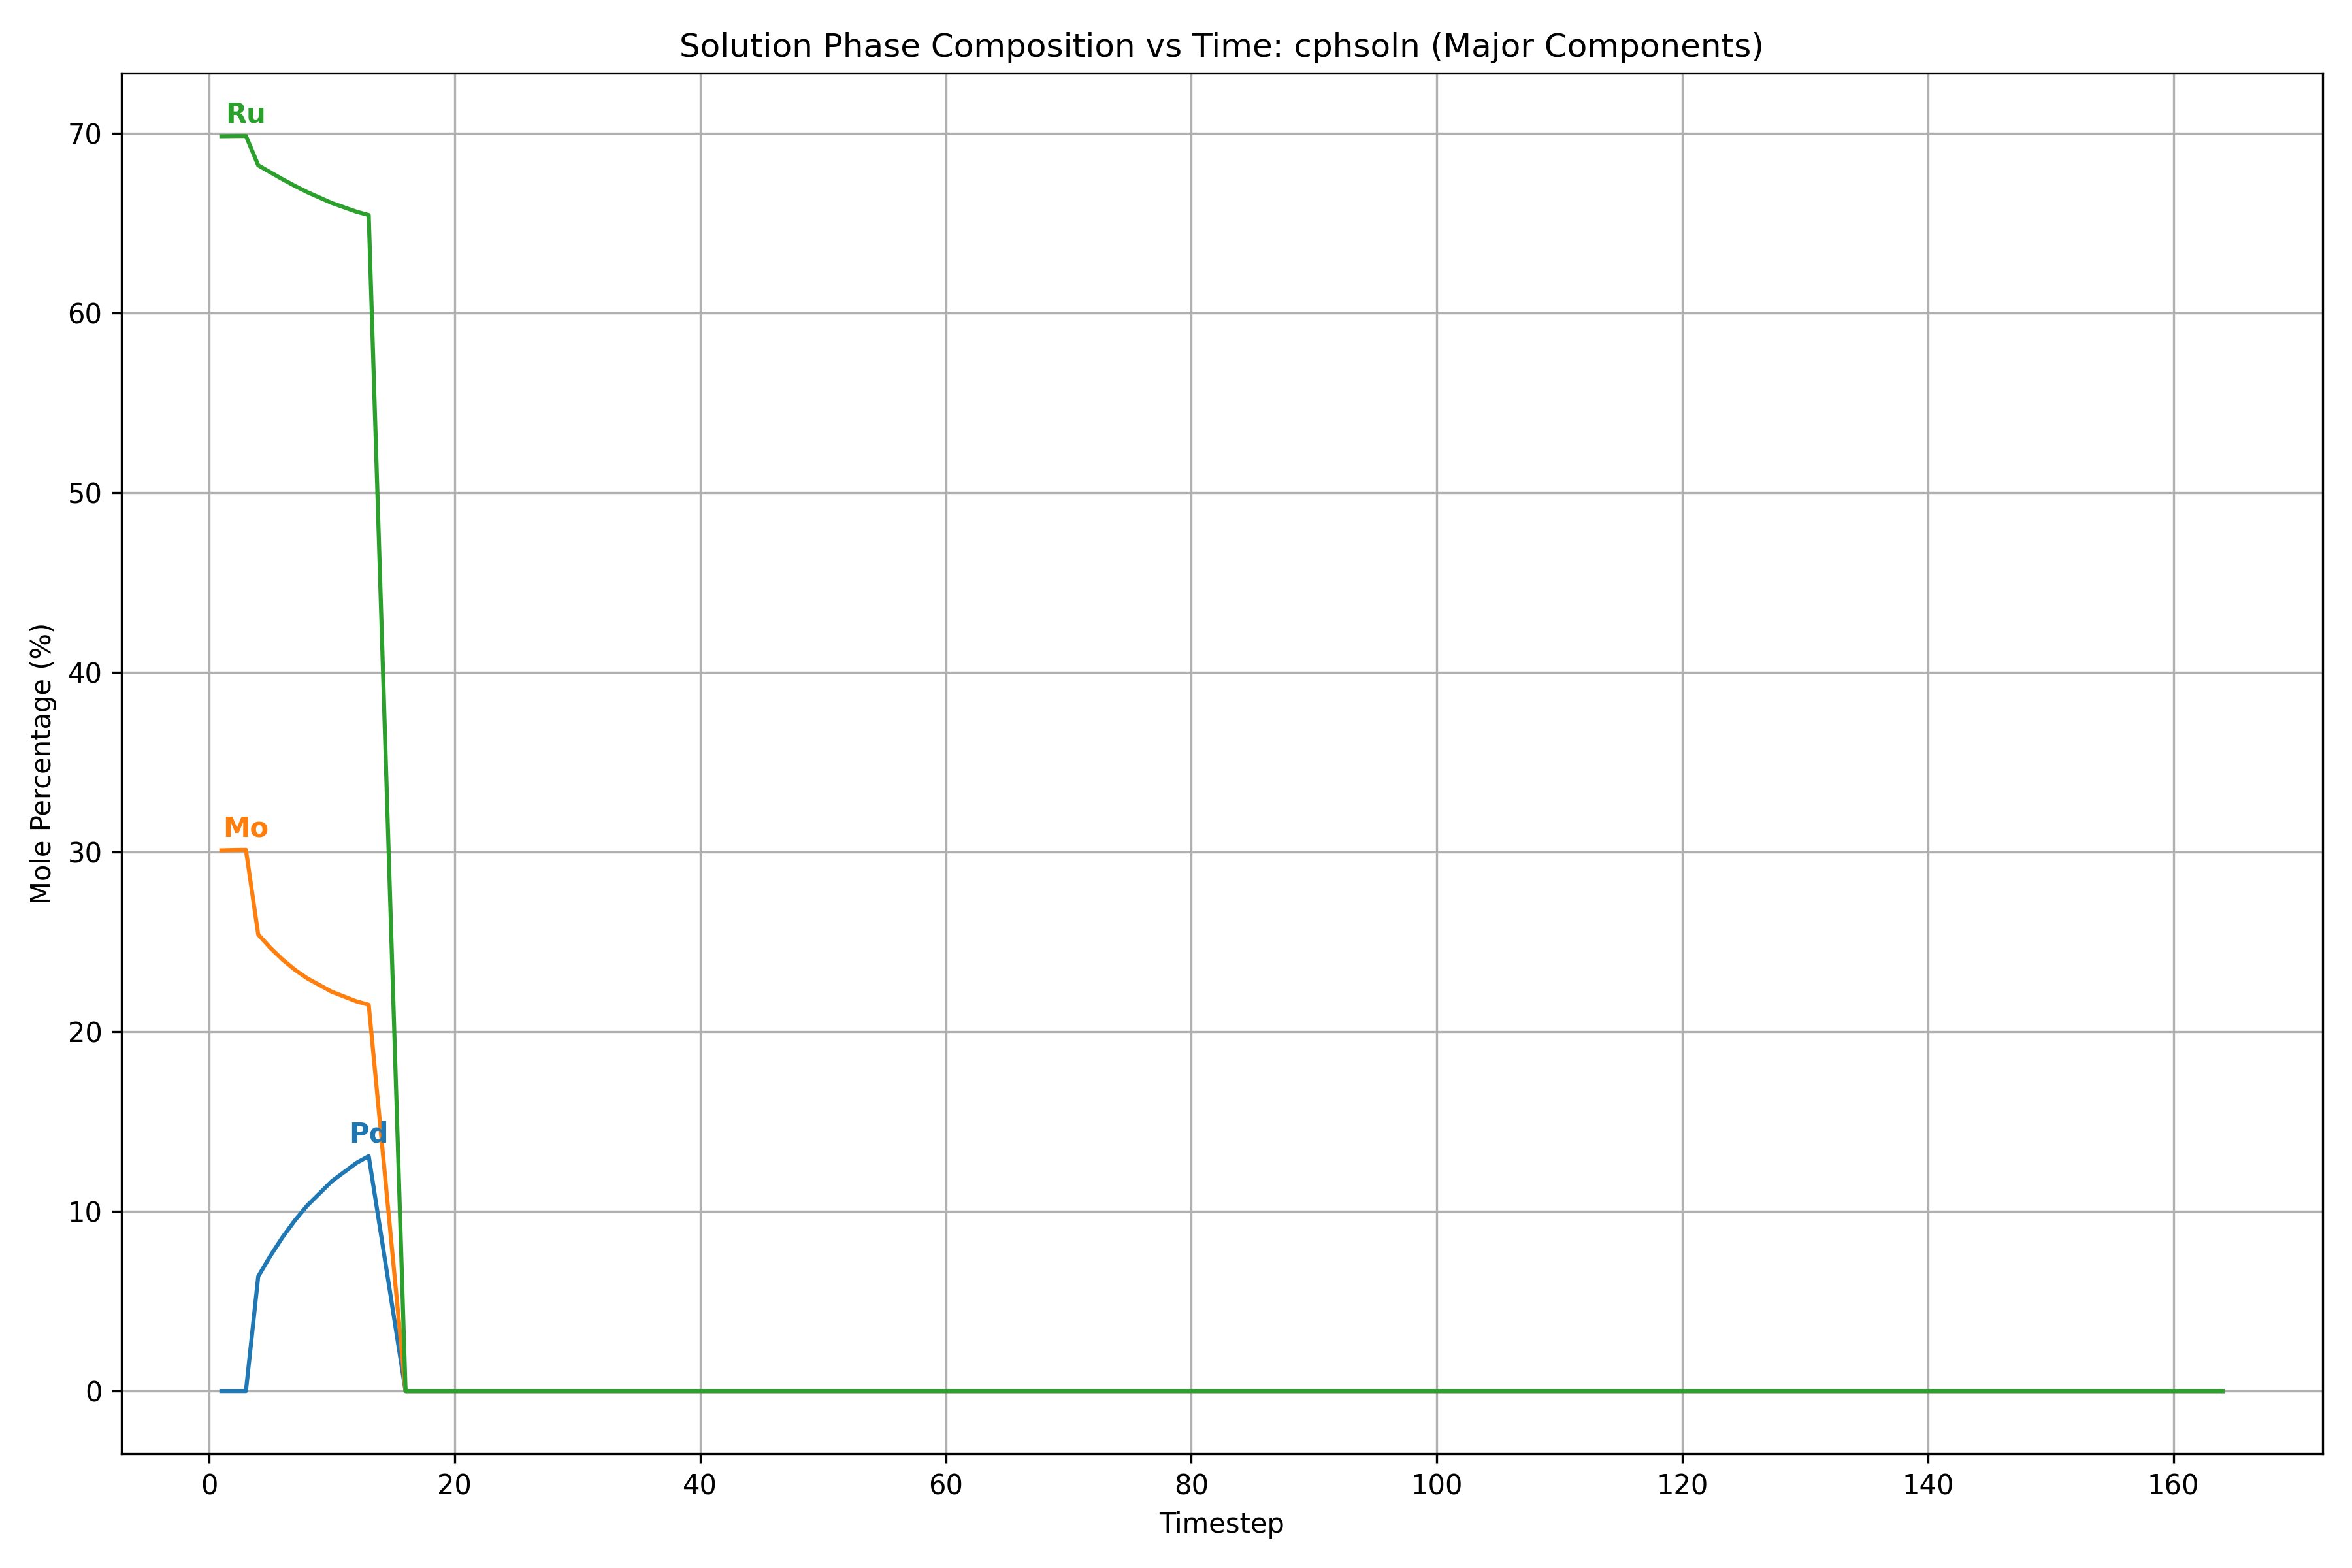 Solution Phase Composition vs Time: cphsoln (Major Components)
Ru
70
60
50
40
Mole Percentage (%)
Mo
30
20
Pd
10
0
0 20 40 60 80 100 120 140 160
Timestep